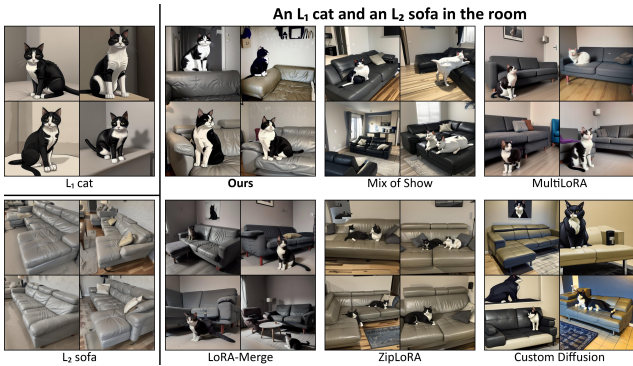 An L₁ cat and an L₂ sofa in the room
L₁ cat
Ours
Mix of Show
MultiLoRA
L₂ sofa
LoRA-Merge
ZipLoRA
Custom Diffusion